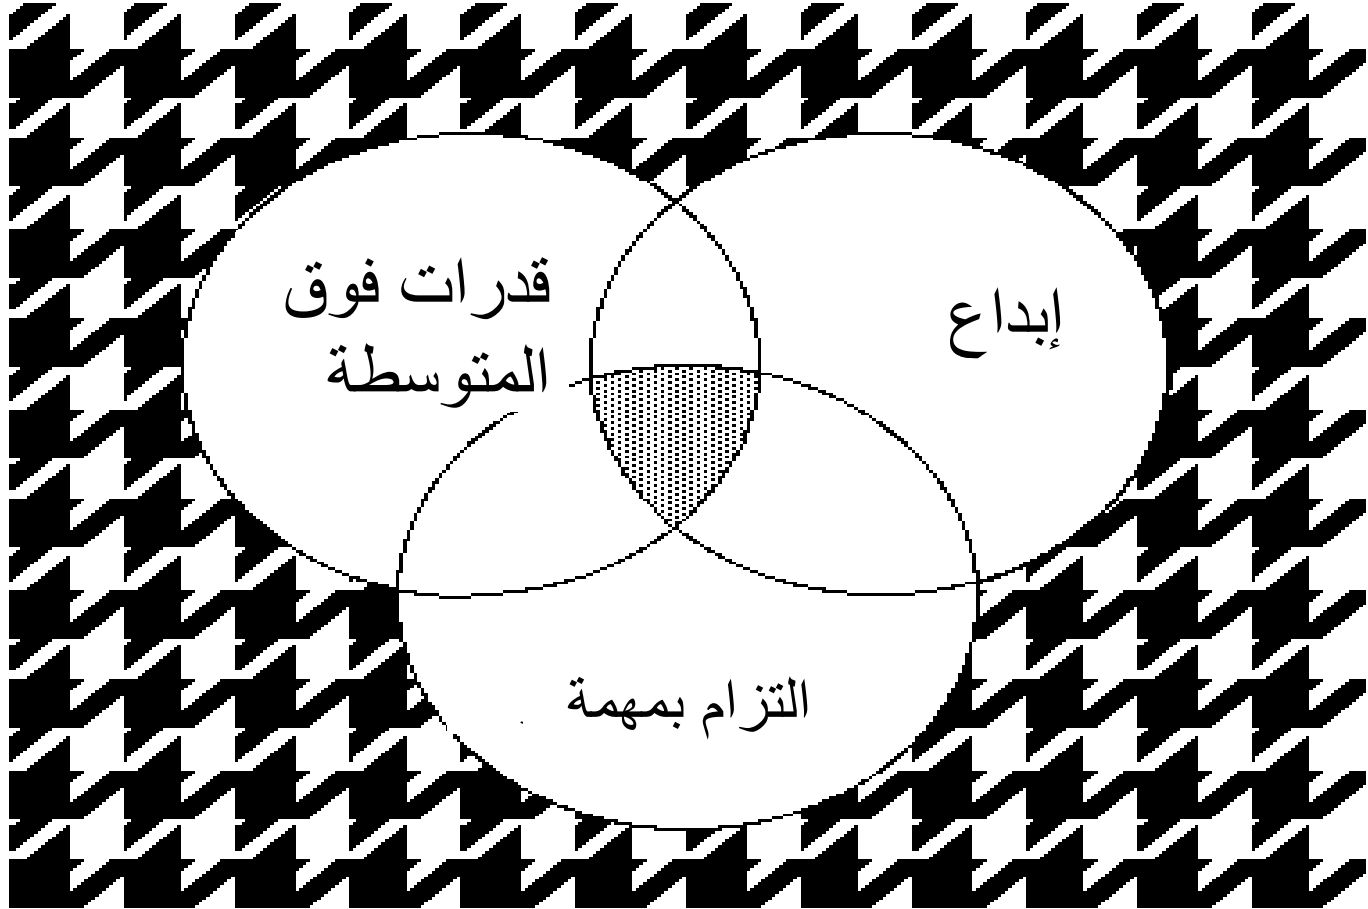 قدرات فوق
المتوسطة
إبداع
التزام بمهمة